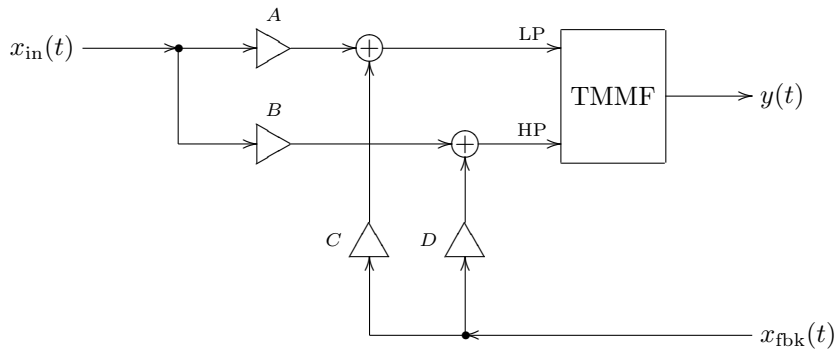 A
x_in(t)
LP
TMMF
y(t)
B
HP
C
D
x_fbk(t)